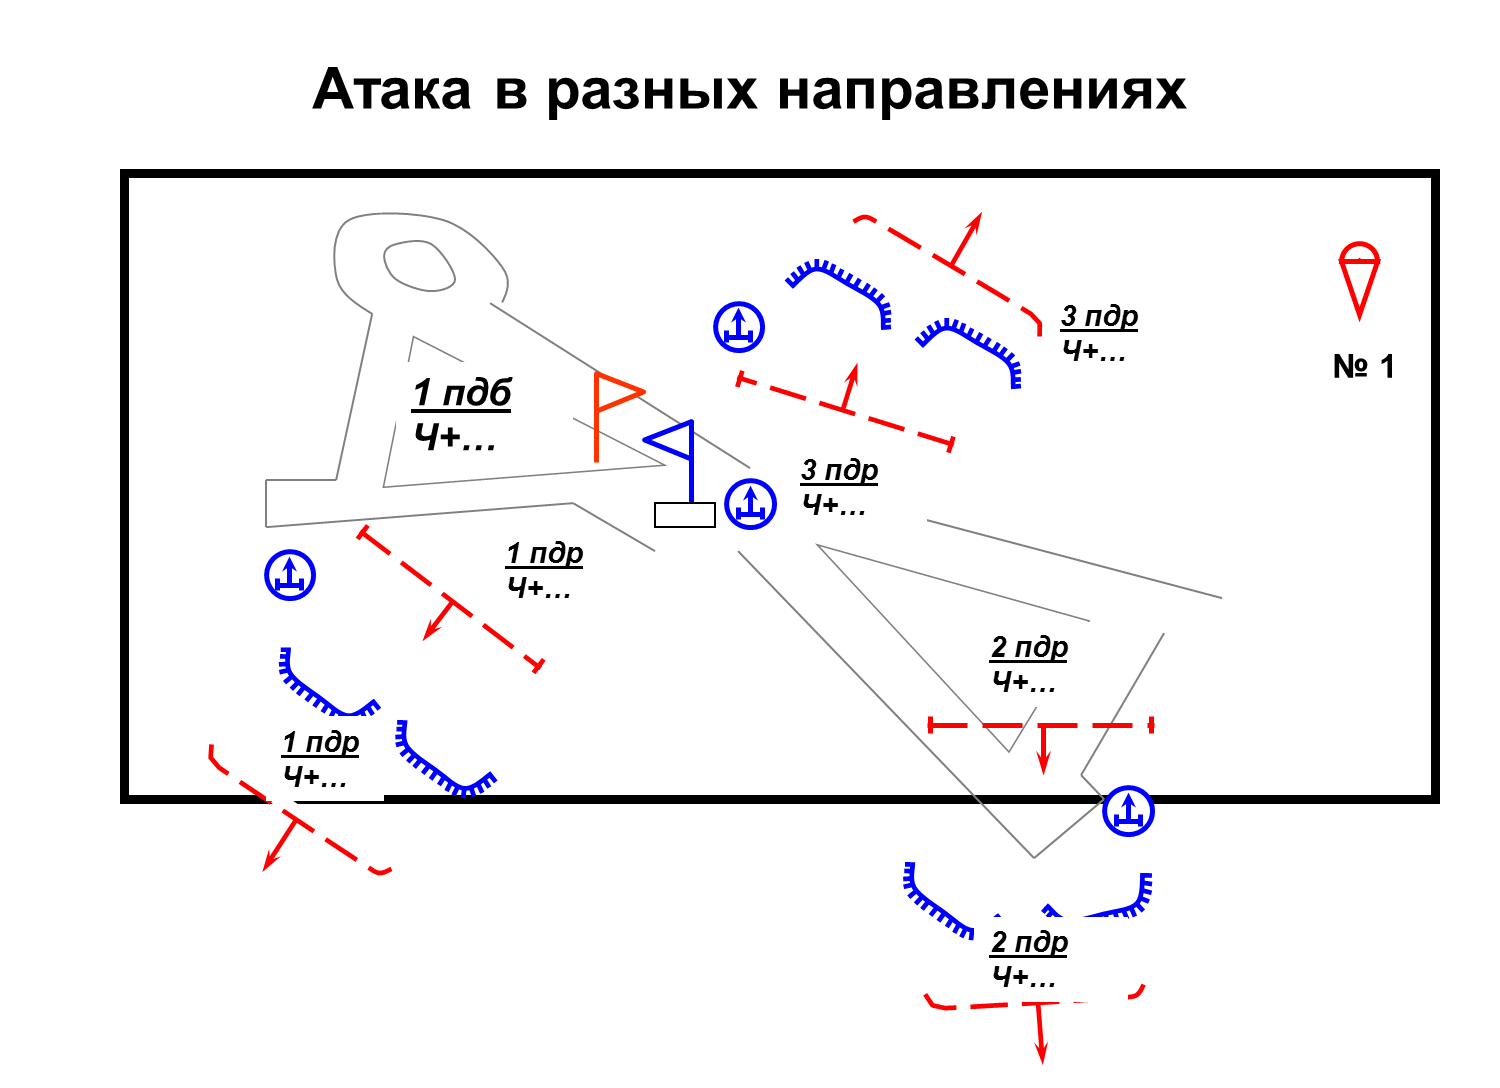 Атака в разных направлениях
3 пдр
Ч+...
№ 1
1 пдб
Ч+...
3 пдр
Ч+...
1 пдр
Ч+...
2 пдр
Ч+...
1 пдр
Ч+...
2 пдр
Ч+...